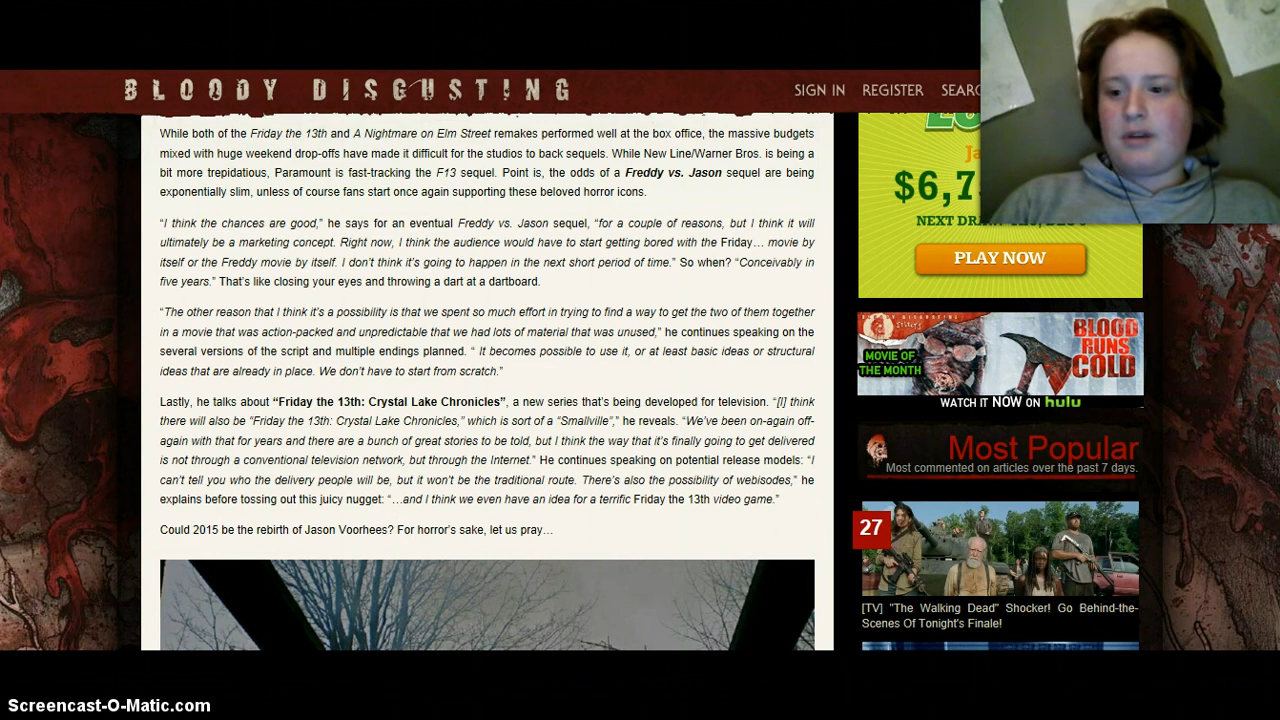 BLOODY DISGUSTING
SIGN IN REGISTER
While both of the Friday the 13th and A Nightmare on Elm Street remakes performed well at the box office, the massive budgets
mixed with huge weekend drop-offs have made it difficult for the studios to back sequels. While New Line/Warner Bros. is being a
bit more trepidatious, Paramount is fast-tracking the F13 sequel. Point is, the odds of a Freddy vs. Jason sequel are being
exponentially slim, unless of course fans start once again supporting these beloved horror icons.
“I think the chances are good,” he says for an eventual Freddy vs. Jason sequel, “for a couple of reasons, but I think it will
ultimately be a marketing concept. Right now, I think the audience would have to start getting bored with the Friday… movie by
itself or the Freddy movie by itself. I don’t think it’s going to happen in the next short period of time.” So when? “Conceivably in
five years.” That’s like closing your eyes and throwing a dart at a dartboard.
“The other reason that I think it’s a possibility is that we spent so much effort in trying to find a way to get the two of them together
in a movie that was action-packed and unpredictable that we had lots of material that was unused,” he continues speaking on the
several versions of the script and multiple endings planned. “ It becomes possible to use it, or at least basic ideas or structural
ideas that are already in place. We don’t have to start from scratch.”
Lastly, he talks about “Friday the 13th: Crystal Lake Chronicles”, a new series that’s being developed for television. “[I] think
there will also be “Friday the 13th: Crystal Lake Chronicles,” which is sort of a “Smallville”,” he reveals. “We’ve been on-again off-
again with that for years and there are a bunch of great stories to be told, but I think the way that it’s finally going to get delivered
is not through a conventional television network, but through the Internet.” He continues speaking on potential release models: “I
can’t tell you who the delivery people will be, but it won’t be the traditional route. There’s also the possibility of webisodes,” he
explains before tossing out this juicy nugget: “…and I think we even have an idea for a terrific Friday the 13th video game.”
Could 2015 be the rebirth of Jason Voorhees? For horror’s sake, let us pray…
$6,7
PLAY NOW
MOVIE OF
THE MONTH
BLOOD
RUNS
COLD
WATCH IT NOW ON hulu
Most Popular
Most commented on articles over the past 7 days.
27
[TV] "The Walking Dead" Shocker! Go Behind-the-
Scenes Of Tonight's Finale!
Screencast-O-Matic.com